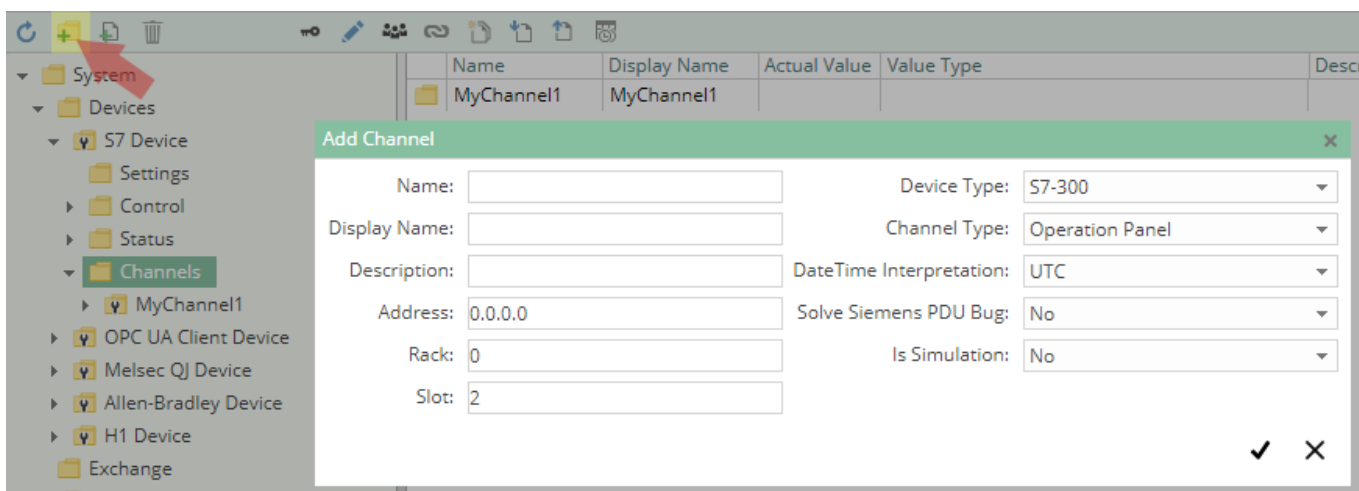 Name Display Name Actual Value Value Type Desc
System
MyChannel1 MyChannel1
Devices
S7 Device
Settings
Control
Status
Channels
MyChannel1
OPC UA Client Device
Melsec QJ Device
Allen-Bradley Device
H1 Device
Exchange
Add Channel
Name: Device Type: S7-300
Display Name: Channel Type: Operation Panel
Description: DateTime Interpretation: UTC
Address: 0.0.0.0 Solve Siemens PDU Bug: No
Rack: 0 Is Simulation: No
Slot: 2